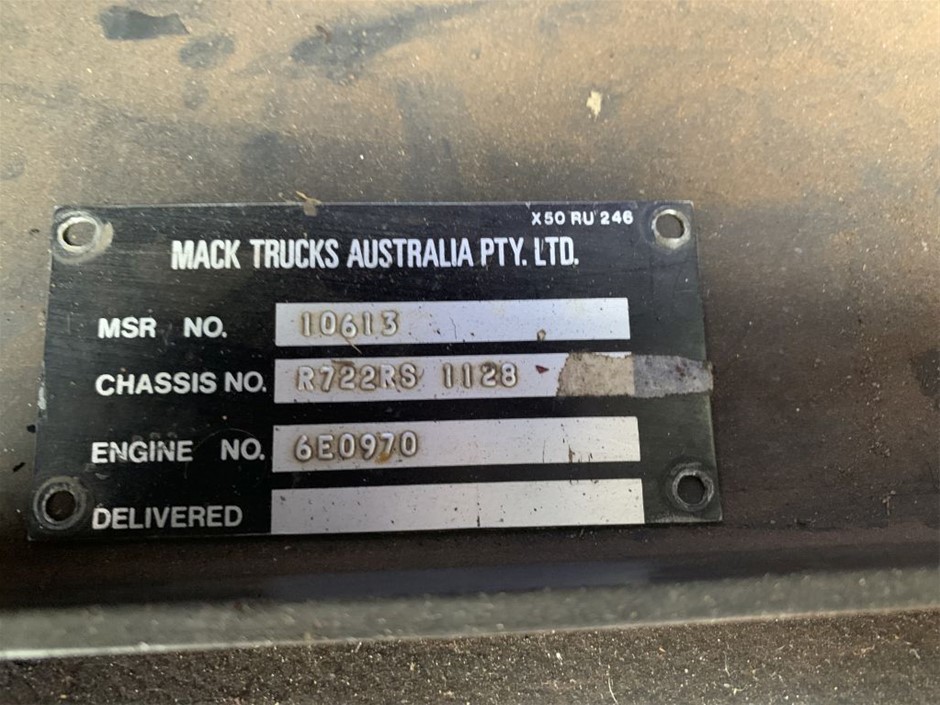 X50 RU 246
MACK TRUCKS AUSTRALIA PTY. LTD.
MSR NO. 10613
CHASSIS NO. R722RS 1128
ENGINE NO. 6E0970
DELIVERED